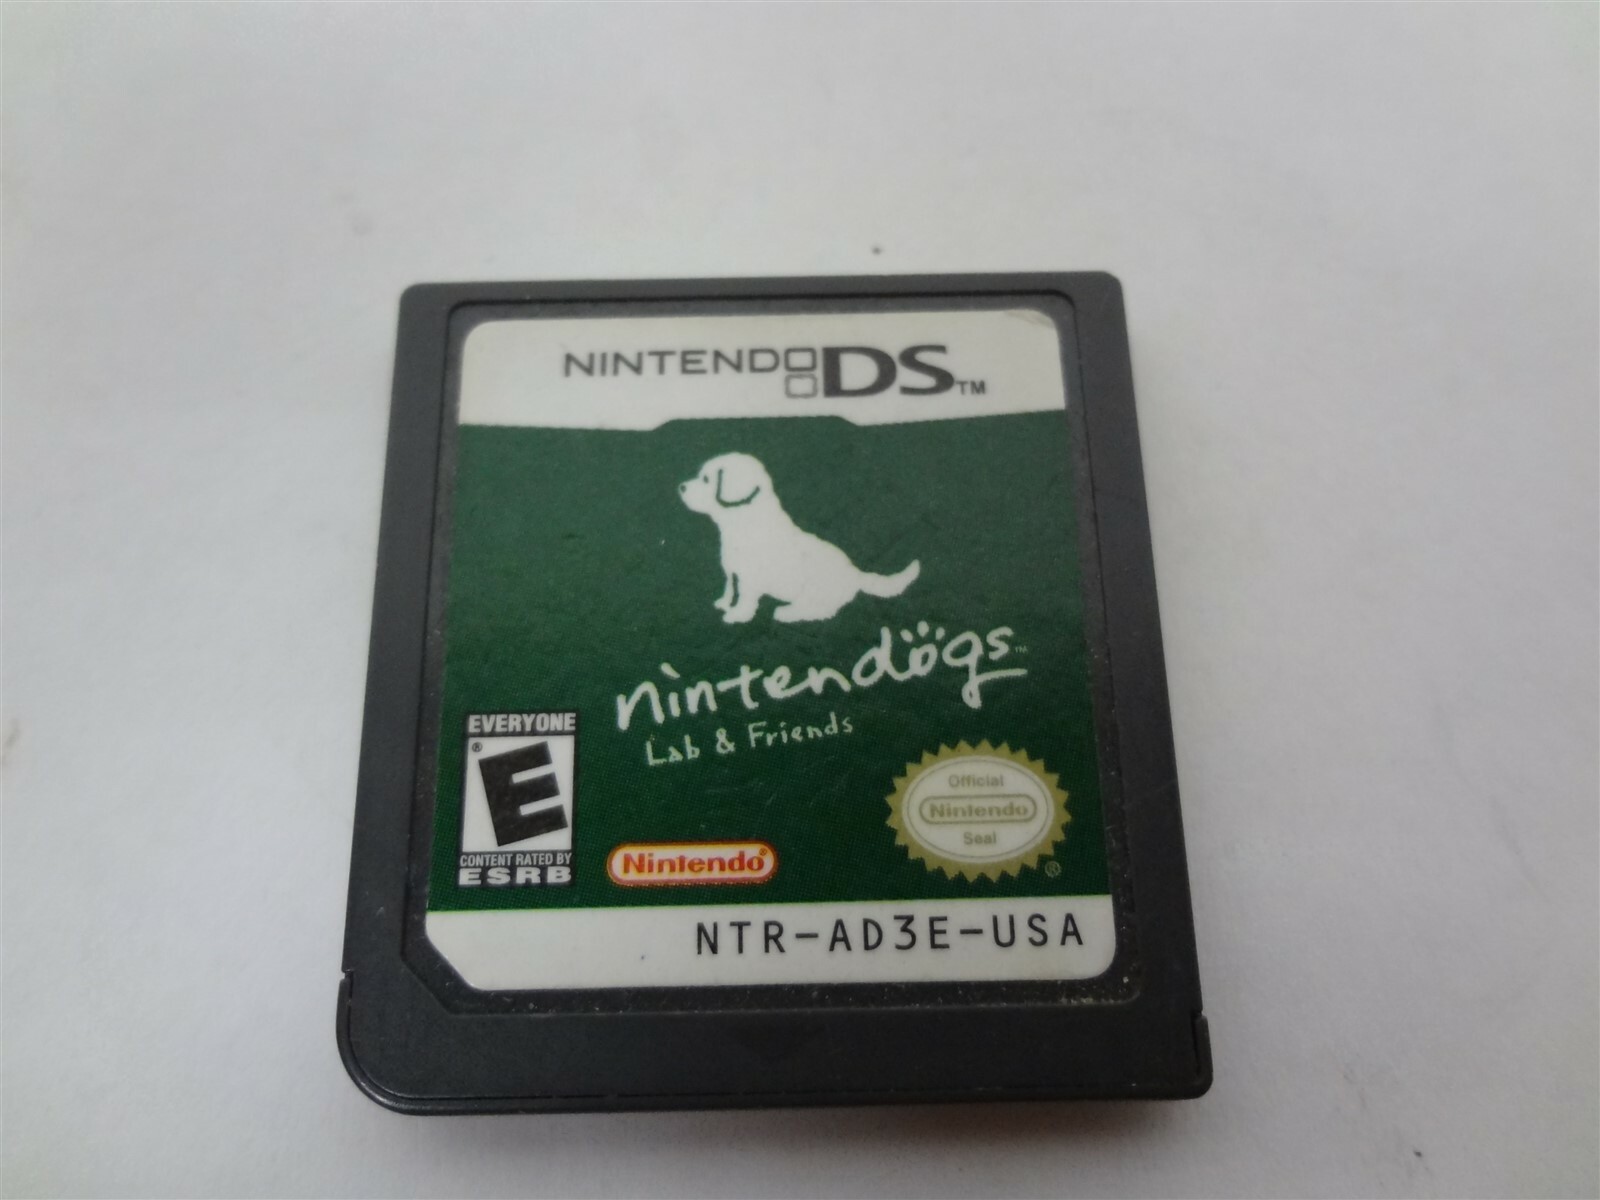 NINTENDO DS™
nintendogs™
Lab & Friends
EVERYONE
E®
CONTENT RATED BY
ESRB
Nintendo®
Official
Nintendo
Seal
®
NTR-AD3E-USA